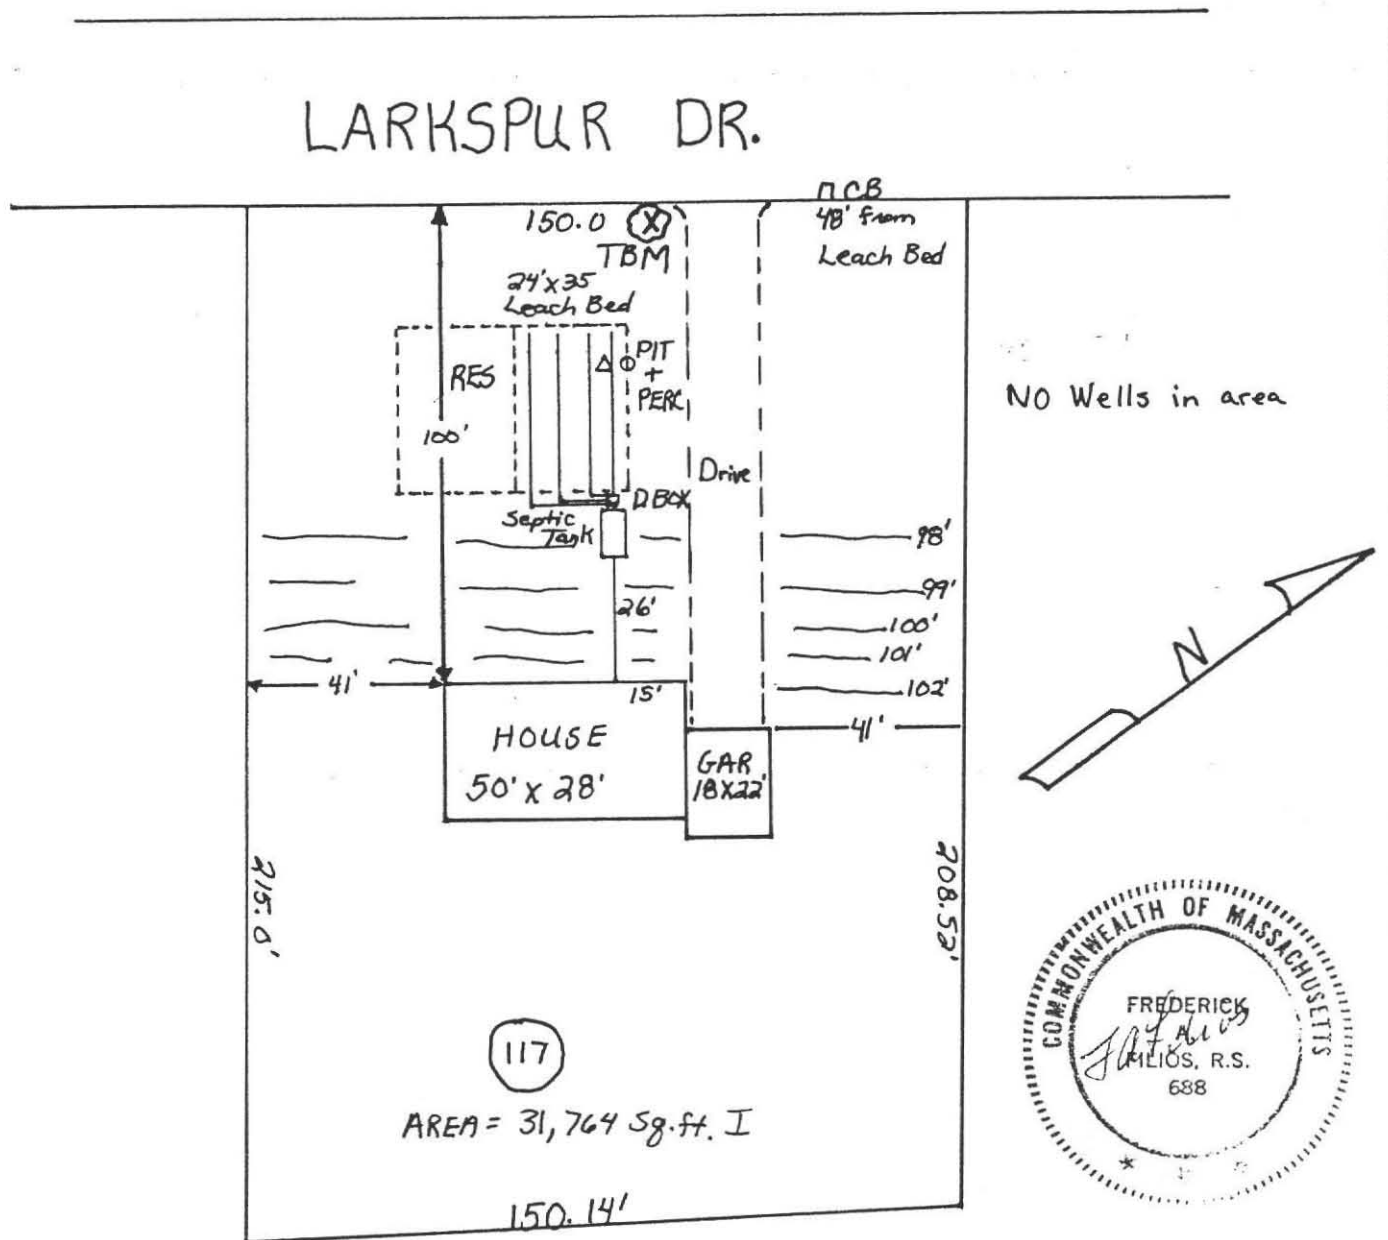 LARKSPUR DR.
CB
150.0
48' from
Leach Bed
TBM
24'x35
Leach Bed
PIT
+
PERC
RES
NO Wells in area
100'
Drive
D BOX
Septic
Tank
98'
99'
26'
100'
101'
102'
41'
15'
N
HOUSE
50' X 28'
GAR
18X22'
41'
215.0'
208.52'
COMMONWEALTH OF MASSACHUSETTS
FREDERICK
A.
FILIOS, R.S.
688
117
AREA = 31,764 Sq.ft. I
150.14'